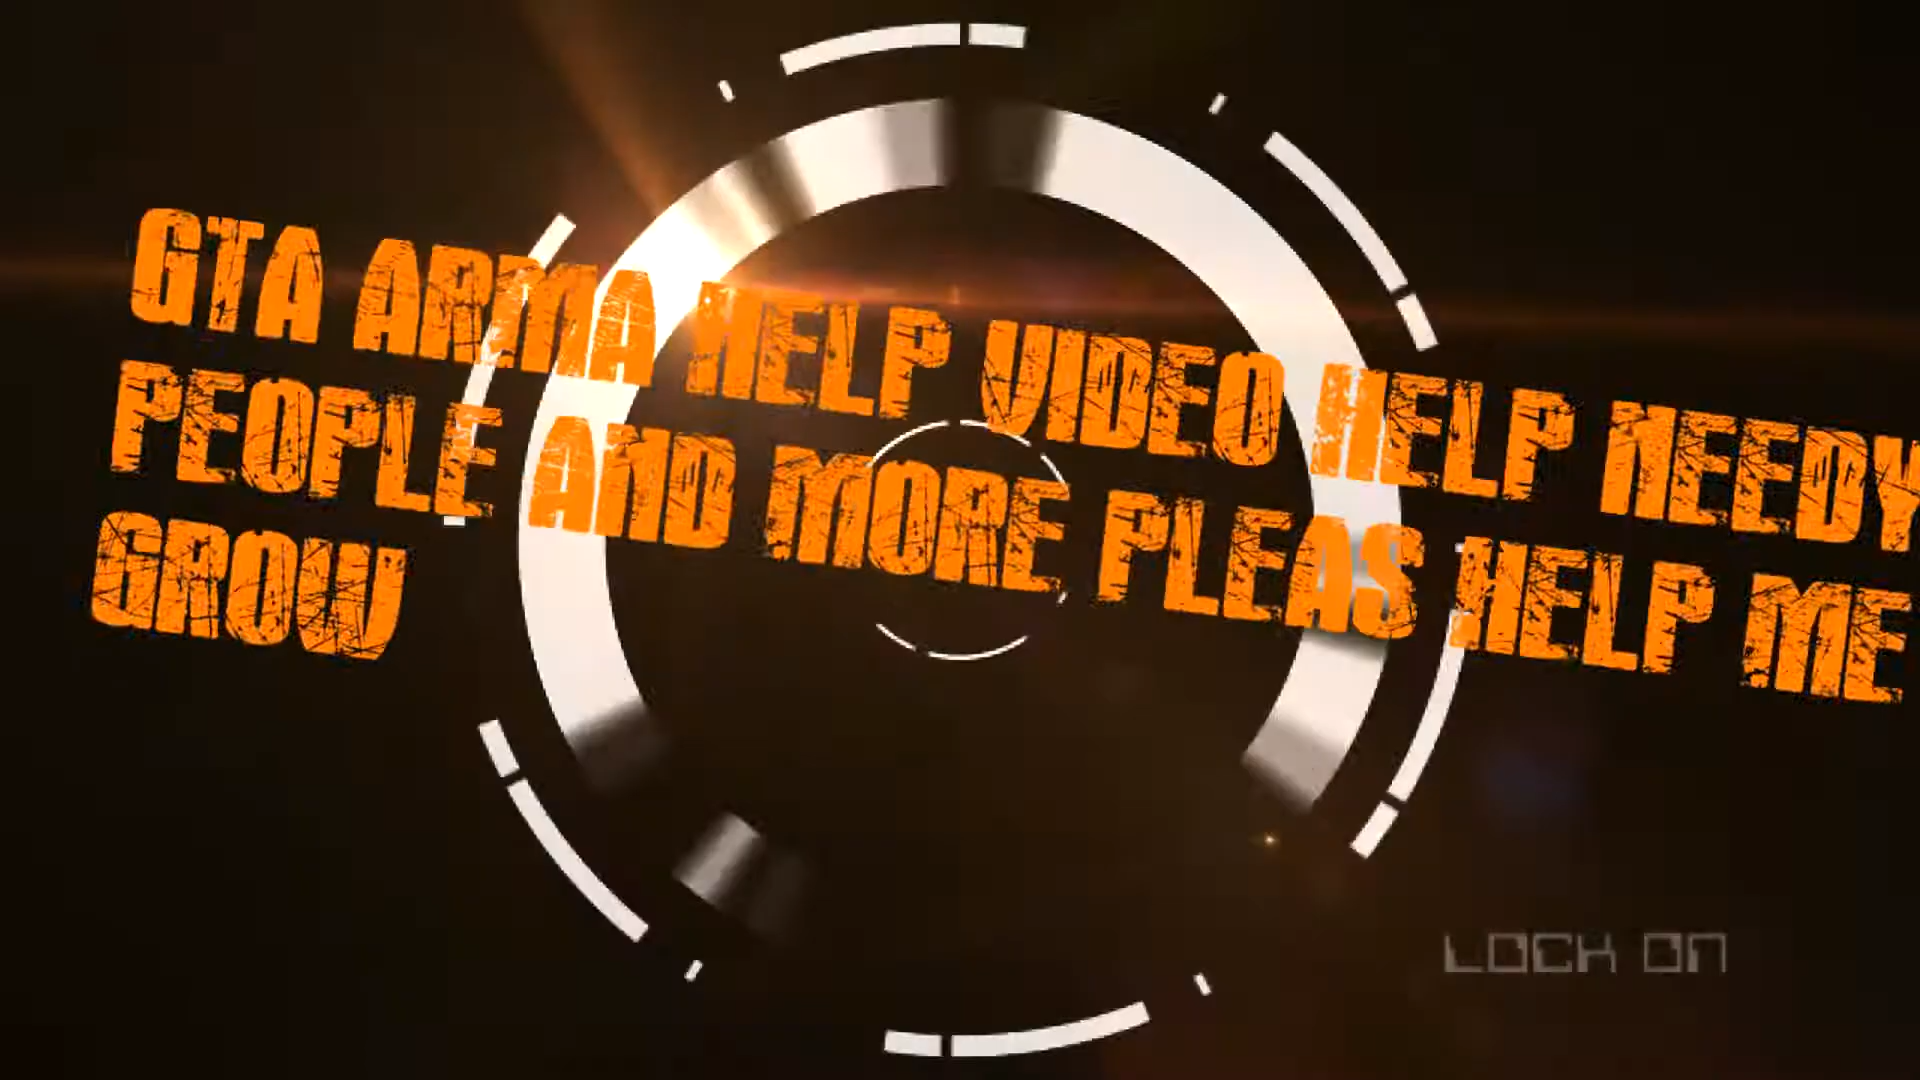 GTA ARMA HELP VIDEO HELP NEEDY
PEOPLE AND MORE PLEAS HELP ME
GROW
LOCK ON